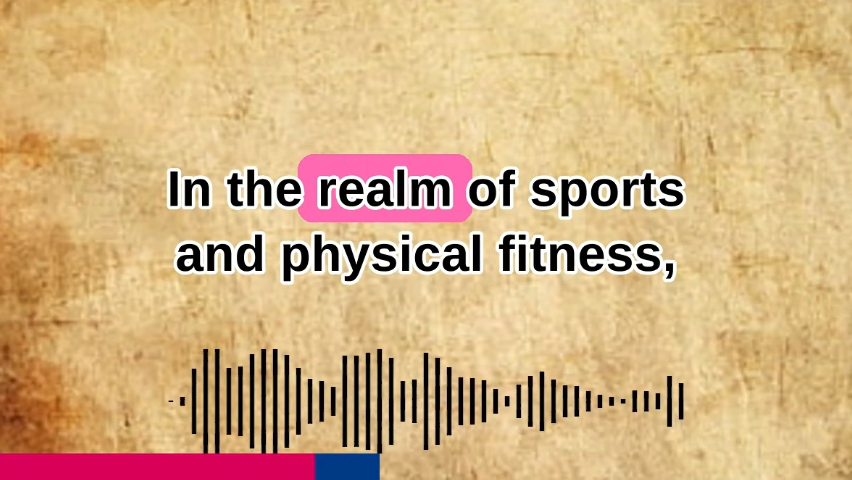 In the realm of sports
and physical fitness,